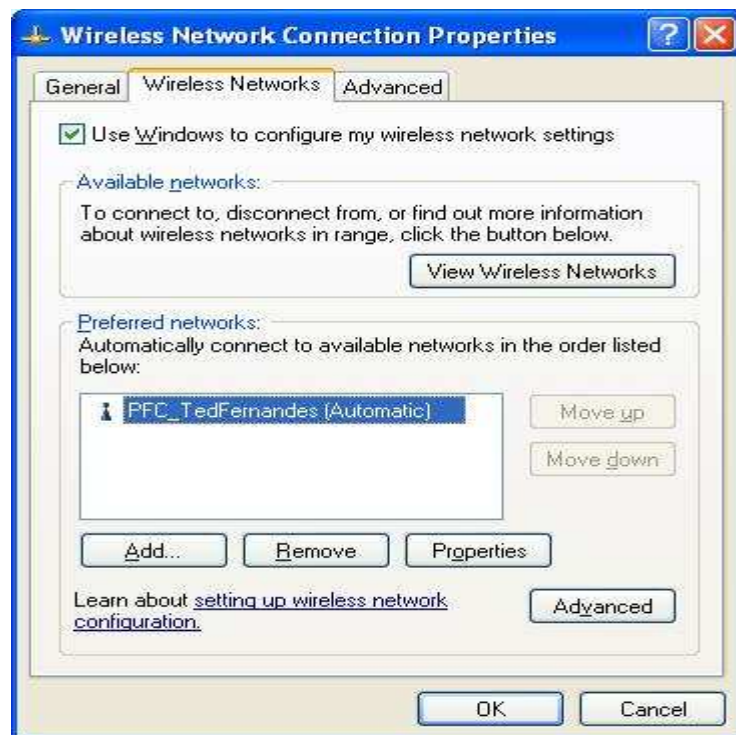 Wireless Network Connection Properties
General Wireless Networks Advanced
Use Windows to configure my wireless network settings
Available networks:
To connect to, disconnect from, or find out more information
about wireless networks in range, click the button below.
View Wireless Networks
Preferred networks:
Automatically connect to available networks in the order listed
below:
PFC_TedFernandes (Automatic)
Move up
Move down
Add... Remove Properties
Learn about setting up wireless network
configuration.
Advanced
OK Cancel